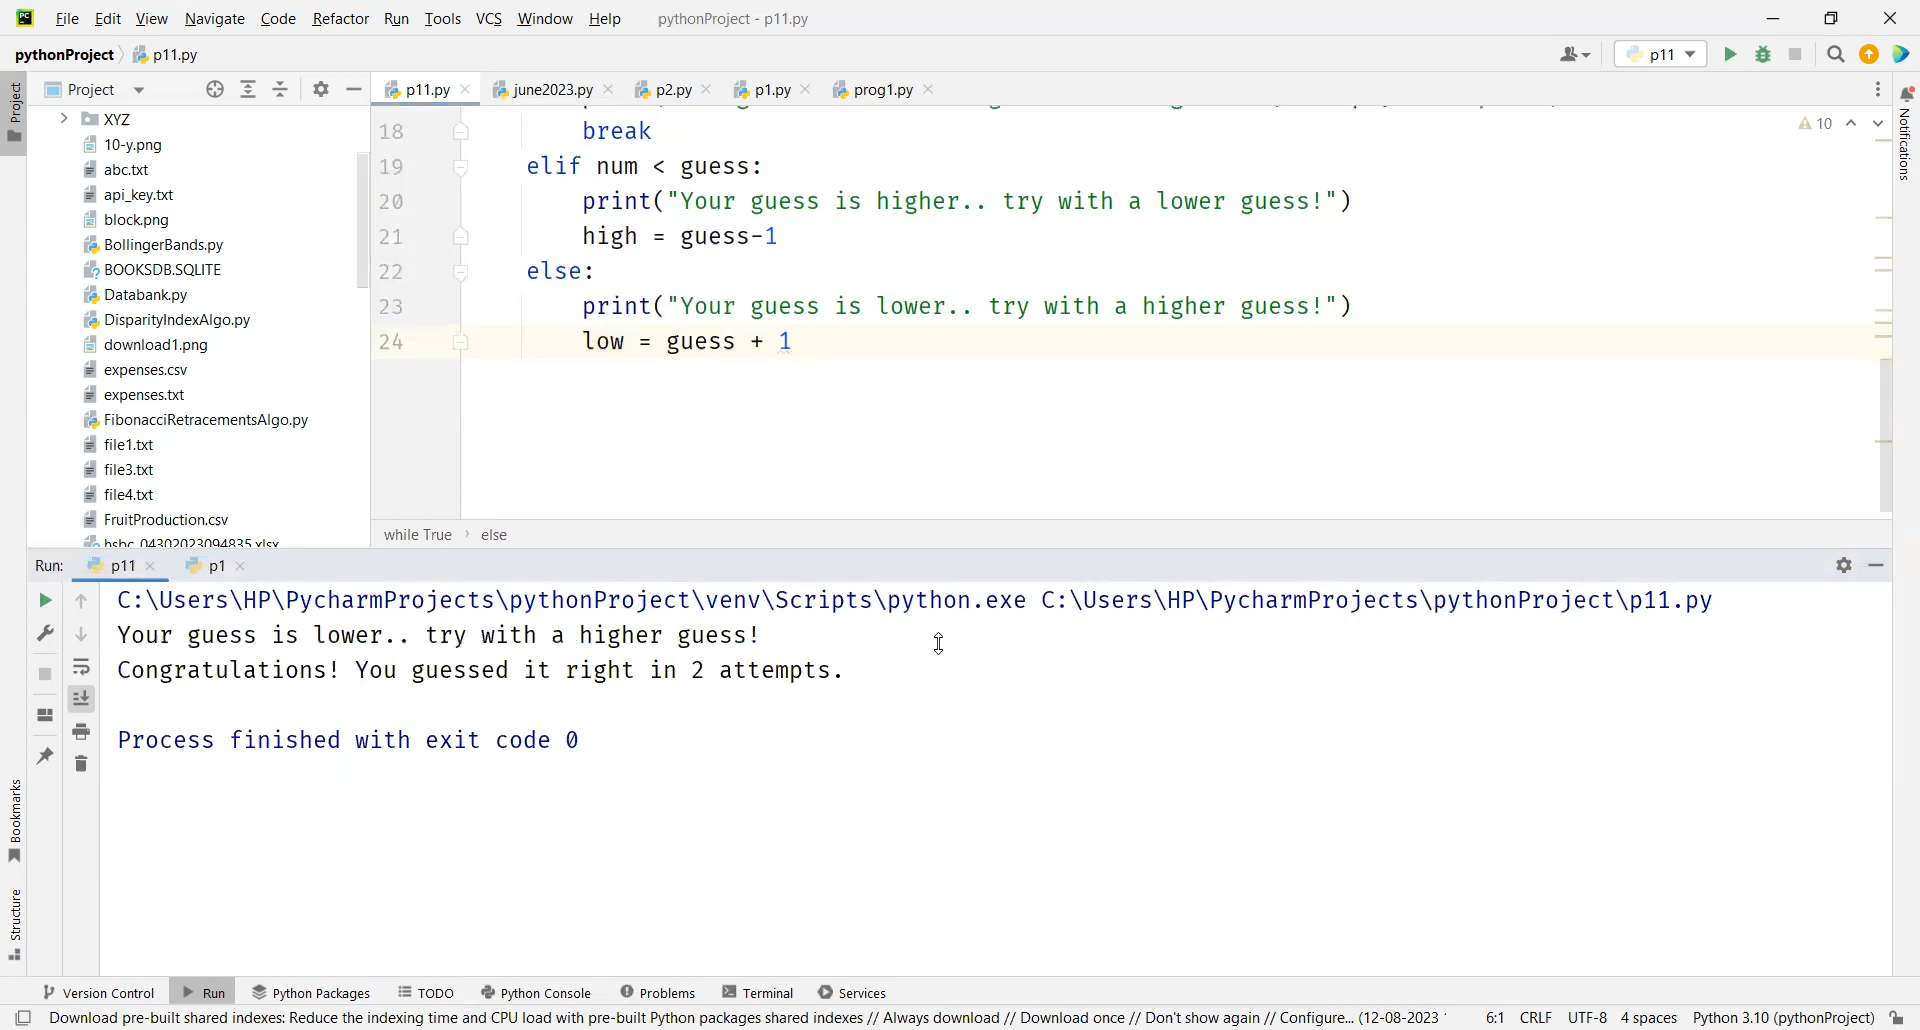 File Edit View Navigate Code Refactor Run Tools VCS Window Help pythonProject - p11.py
pythonProject p11.py p11
Project p11.py june2023.py p2.py p1.py prog1.py
Project
Notifications
XYZ
10-y.png
abc.txt
api_key.txt
block.png
BollingerBands.py
BOOKSDB.SQLITE
Databank.py
DisparityIndexAlgo.py
download1.png
expenses.csv
expenses.txt
FibonacciRetracementsAlgo.py
file1.txt
file3.txt
file4.txt
FruitProduction.csv
hsbc_04302023094835.xlsx
10
18 break
19 elif num < guess:
20 print("Your guess is higher.. try with a lower guess!")
21 high = guess-1
22 else:
23 print("Your guess is lower.. try with a higher guess!")
24 low = guess + 1
while True else
Run: p11 p1
C:\Users\HP\PycharmProjects\pythonProject\venv\Scripts\python.exe C:\Users\HP\PycharmProjects\pythonProject\p11.py
Your guess is lower.. try with a higher guess!
Congratulations! You guessed it right in 2 attempts.
Process finished with exit code 0
Bookmarks
Structure
Version Control Run Python Packages TODO Python Console Problems Terminal Services
Download pre-built shared indexes: Reduce the indexing time and CPU load with pre-built Python packages shared indexes // Always download // Download once // Don't show again // Configure... (12-08-2023 6:1 CRLF UTF-8 4 spaces Python 3.10 (pythonProject)